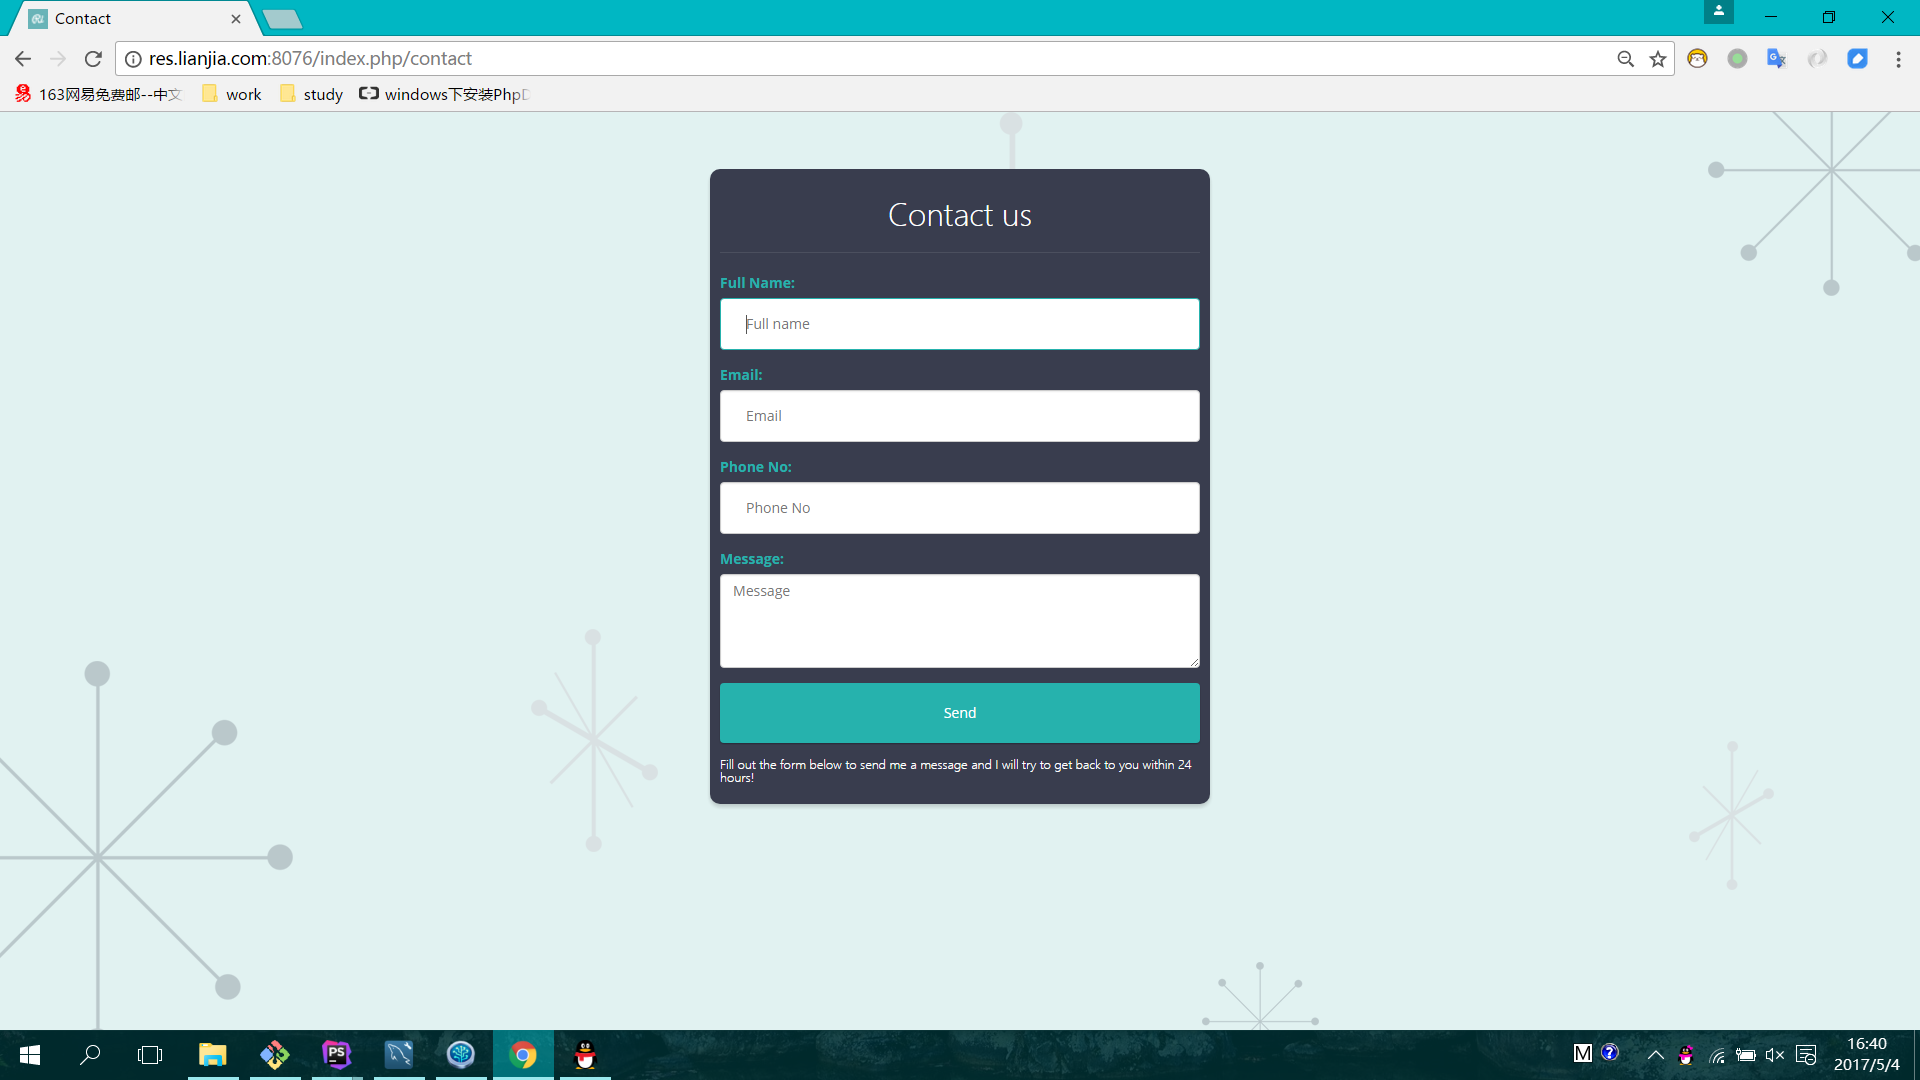 Contact
res.lianjia.com:8076/index.php/contact
163网易免费邮--中文
work
study
windows下安装Php
Contact us
Full Name:
Full name
Email:
Email
Phone No:
Phone No
Message:
Message
Send
Fill out the form below to send me a message and I will try to get back to you within 24
hours!
PS
M
16:40
2017/5/4